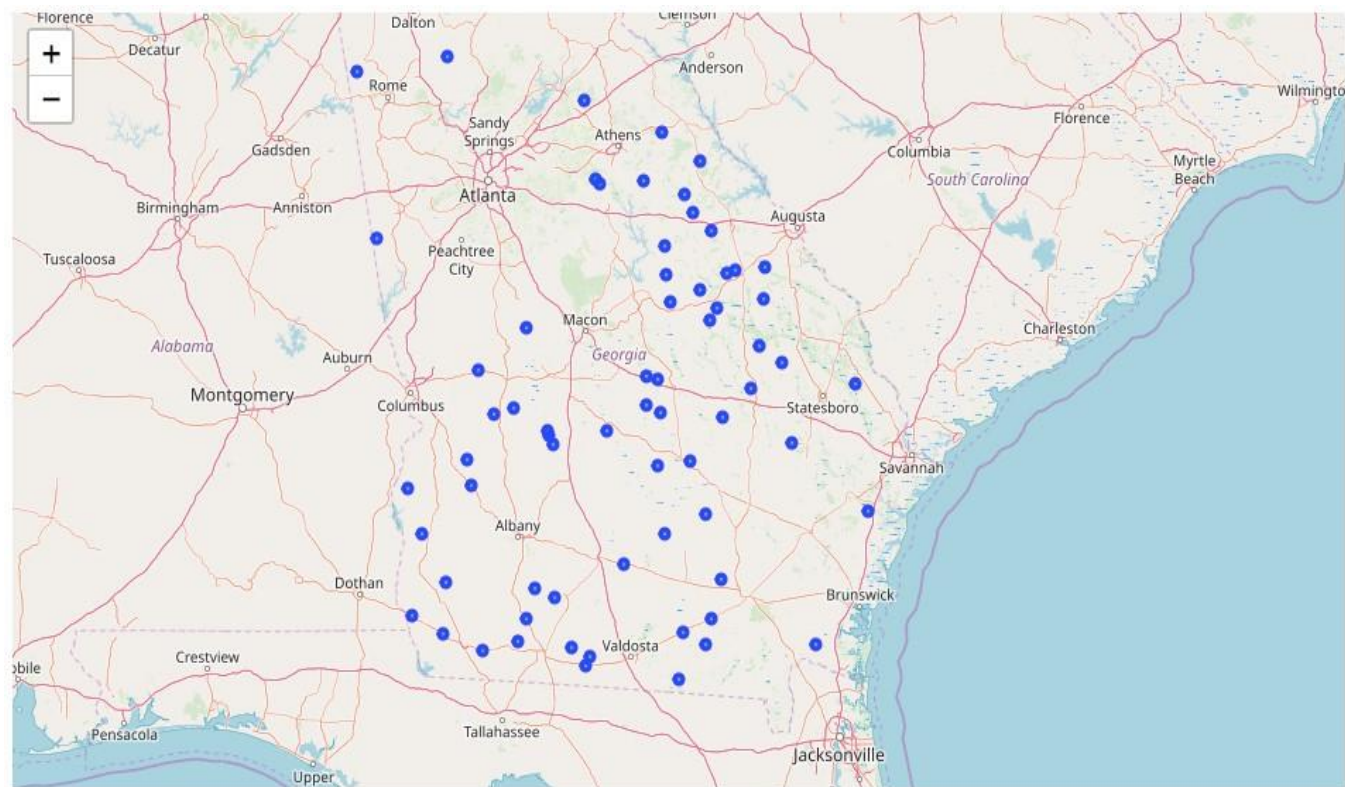 Florence
Decatur
Dalton
Clemson
Anderson
+
−
Rome
Wilmingto
Florence
Sandy
Springs
Athens
Gadsden
Columbia
Myrtle
Beach
Atlanta
South Carolina
Birmingham
Anniston
Augusta
Peachtree
City
Tuscaloosa
Macon
Charleston
Alabama
Auburn
Georgia
Montgomery
Columbus
Statesboro
Savannah
Albany
Dothan
Brunswick
Crestview
Valdosta
obile
Pensacola
Tallahassee
Jacksonville
Upper